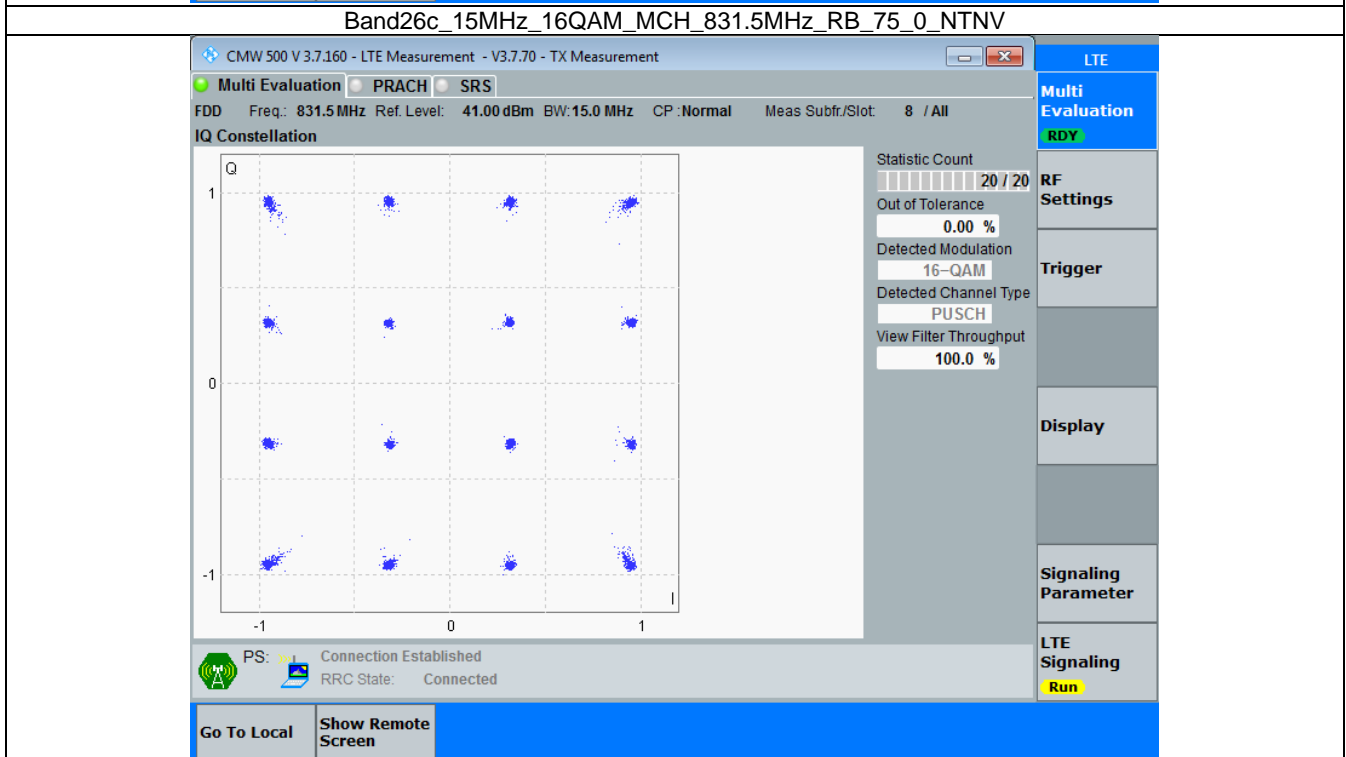 Band26c_15MHz_16QAM_MCH_831.5MHz_RB_75_0_NTNV
CMW 500 V 3.7.160 - LTE Measurement - V3.7.70 - TX Measurement
LTE
Multi Evaluation PRACH SRS
FDD Freq.: 831.5 MHz Ref. Level: 41.00 dBm BW: 15.0 MHz CP : Normal Meas Subfr./Slot: 8 / All
IQ Constellation
Q
1
0
-1
-1 0 1
I
Statistic Count
20 / 20
Out of Tolerance
0.00 %
Detected Modulation
16-QAM
Detected Channel Type
PUSCH
View Filter Throughput
100.0 %
Multi
Evaluation
RDY
RF
Settings
Trigger
Display
Signaling
Parameter
LTE
Signaling
Run
PS: Connection Established
RRC State: Connected
Go To Local
Show Remote
Screen